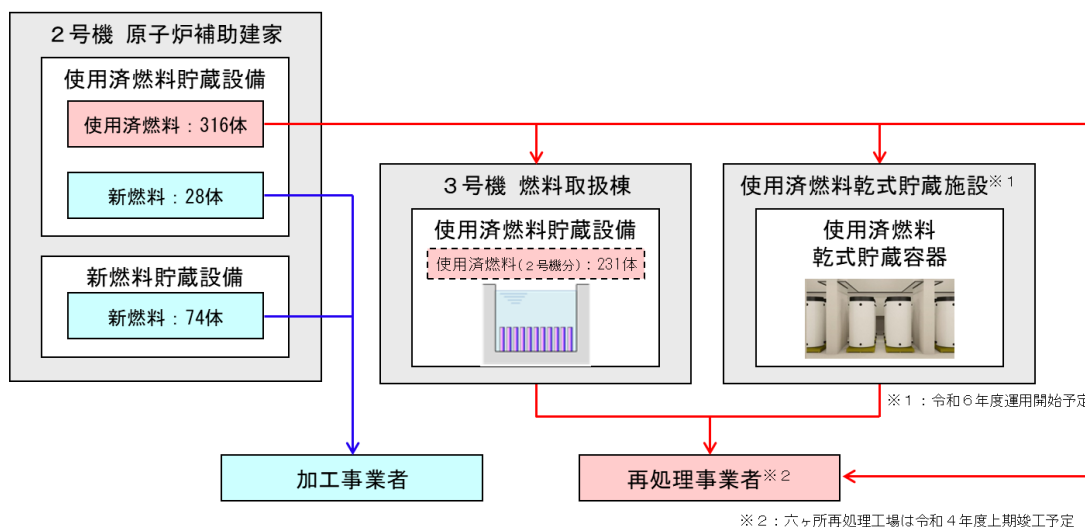 ２号機 原子炉補助建家
使用済燃料貯蔵設備
使用済燃料：316体
新燃料：28体
新燃料貯蔵設備
新燃料：74体
３号機 燃料取扱棟
使用済燃料貯蔵設備
使用済燃料(２号機分)：231体
使用済燃料乾式貯蔵施設※１
使用済燃料
乾式貯蔵容器
※１：令和６年度運用開始予定
加工事業者
再処理事業者※２
※２：六ヶ所再処理工場は令和４年度上期竣工予定